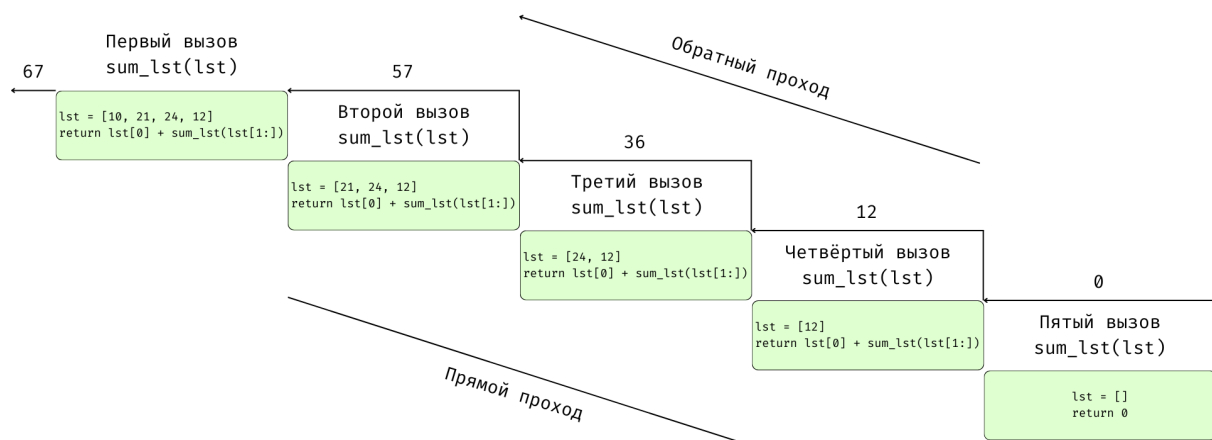 Первый вызов
sum_lst(lst)
67
lst = [10, 21, 24, 12]
return lst[0] + sum_lst(lst[1:])
57
Второй вызов
sum_lst(lst)
lst = [21, 24, 12]
return lst[0] + sum_lst(lst[1:])
Обратный проход
36
Третий вызов
sum_lst(lst)
lst = [24, 12]
return lst[0] + sum_lst(lst[1:])
12
Четвёртый вызов
sum_lst(lst)
lst = [12]
return lst[0] + sum_lst(lst[1:])
0
Пятый вызов
sum_lst(lst)
lst = []
return 0
Прямой проход